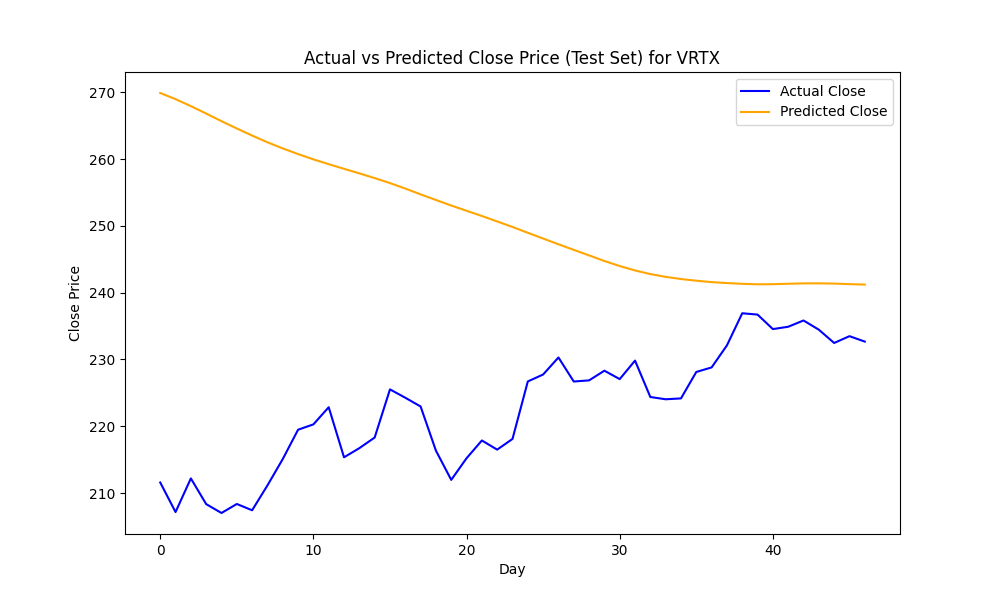 Actual vs Predicted Close Price (Test Set) for VRTX
Actual Close
Predicted Close
270
260
250
240
230
220
210
Close Price
0 10 20 30 40
Day